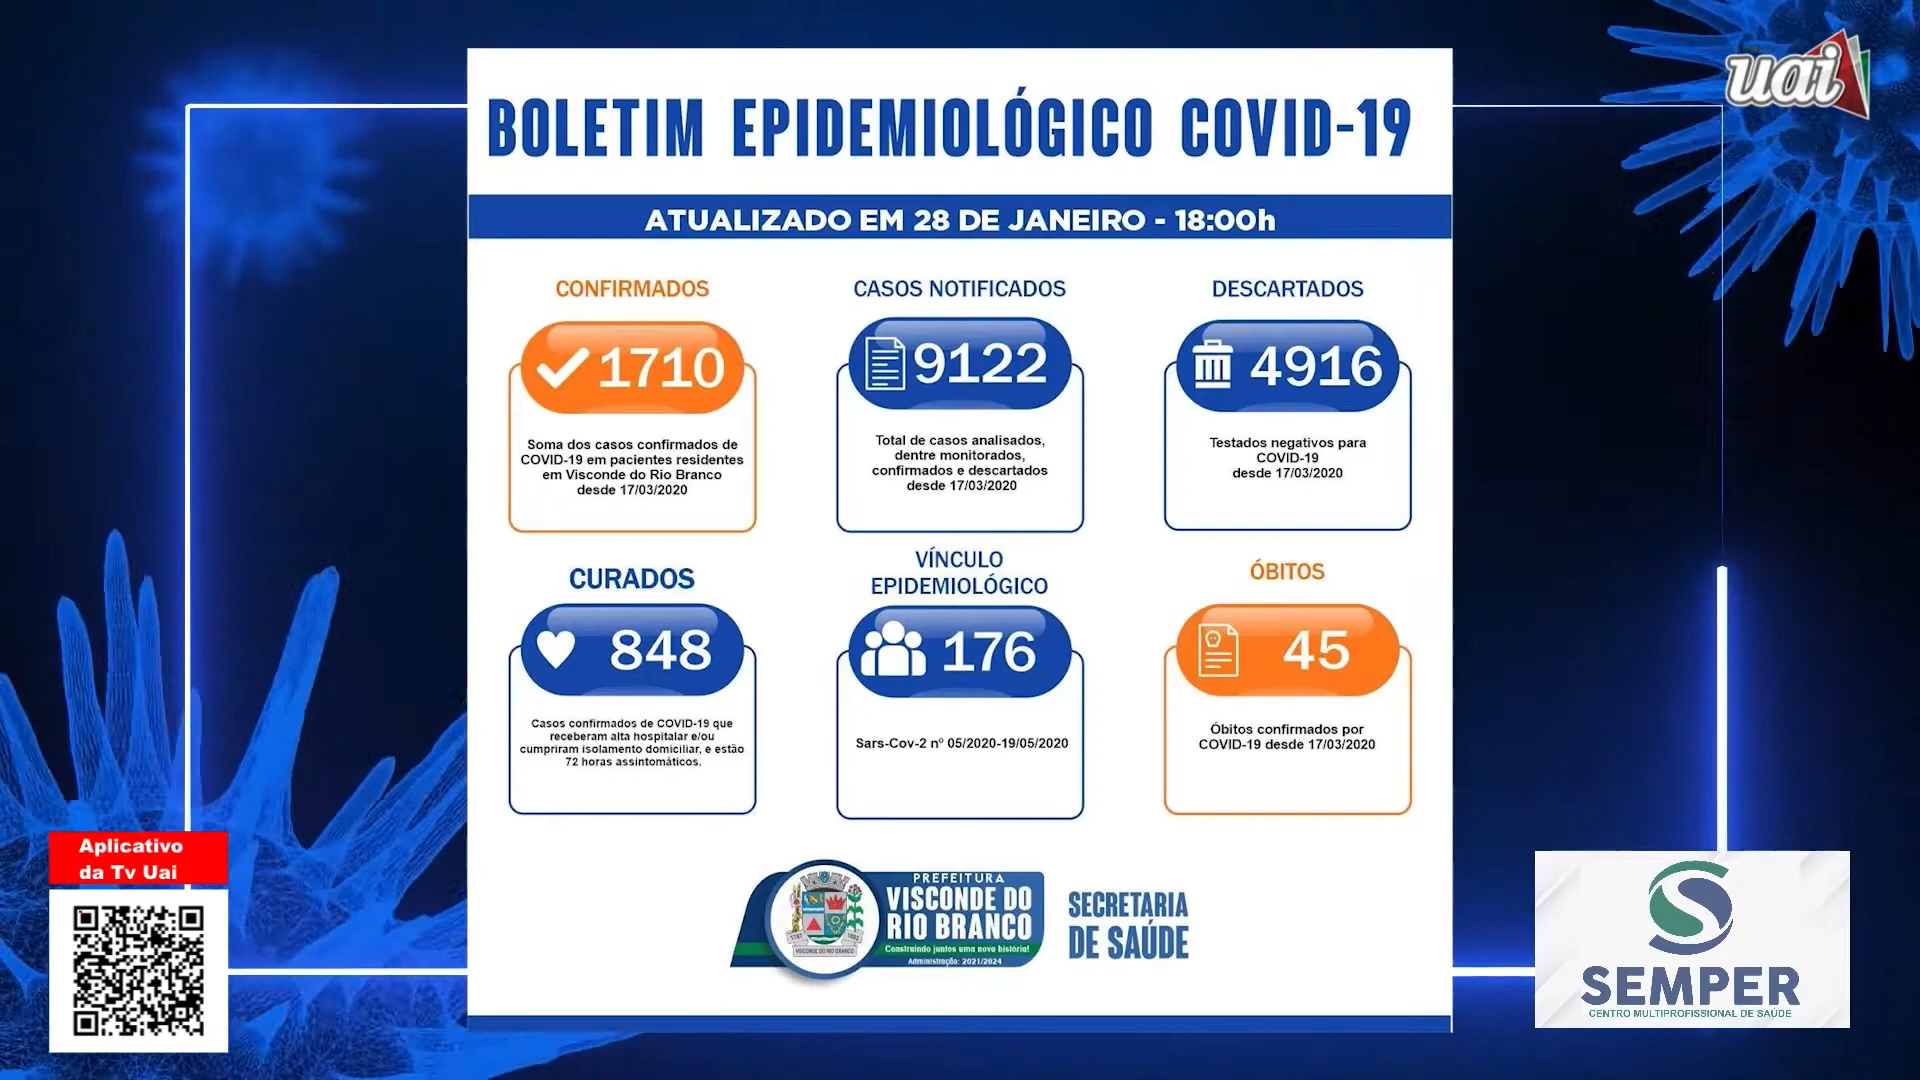 uai
BOLETIM EPIDEMIOLÓGICO COVID-19
ATUALIZADO EM 28 DE JANEIRO - 18:00h
CONFIRMADOS
1710
Soma dos casos confirmados de
COVID-19 em pacientes residentes
em Visconde do Rio Branco
desde 17/03/2020
CASOS NOTIFICADOS
9122
Total de casos analisados,
dentre monitorados,
confirmados e descartados
desde 17/03/2020
DESCARTADOS
4916
Testados negativos para
COVID-19
desde 17/03/2020
CURADOS
848
Casos confirmados de COVID-19 que
receberam alta hospitalar e/ou
cumpriram isolamento domiciliar, e estão
72 horas assintomáticos.
VÍNCULO
EPIDEMIOLÓGICO
176
Sars-Cov-2 nº 05/2020-19/05/2020
ÓBITOS
45
Óbitos confirmados por
COVID-19 desde 17/03/2020
Aplicativo
da Tv Uai
PREFEITURA
VISCONDE DO
RIO BRANCO
Construindo juntos uma nova história!
Administração: 2021/2024
VISCONDE DO RIO BRANCO
SECRETARIA
DE SAÚDE
SEMPER
CENTRO MULTIPROFISSIONAL DE SAÚDE